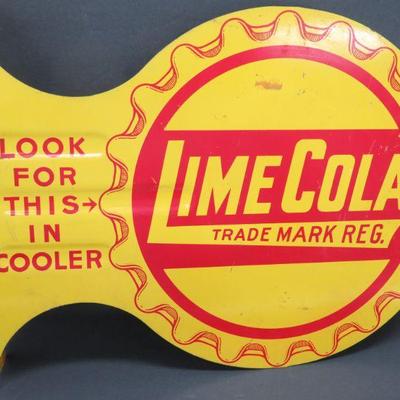 LOOK
FOR
THIS→
IN
COOLER
LIME COLA
TRADE MARK REG.